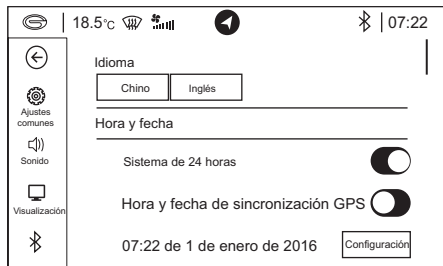 18.5°C
07:22
Idioma
Chino
Inglés
Ajustes
comunes
Hora y fecha
Sonido
Sistema de 24 horas
Visualización
Hora y fecha de sincronización GPS
07:22 de 1 de enero de 2016
Configuración